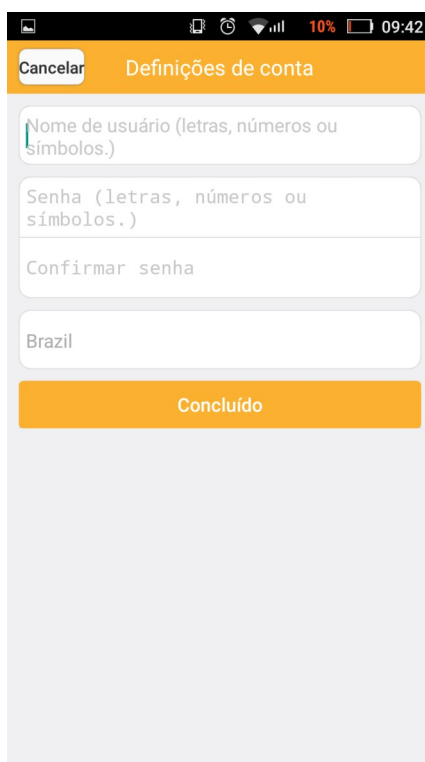 10% 09:42
Cancelar Definições de conta
Nome de usuário (letras, números ou
símbolos.)
Senha (letras, números ou
símbolos.)
Confirmar senha
Brazil
Concluído